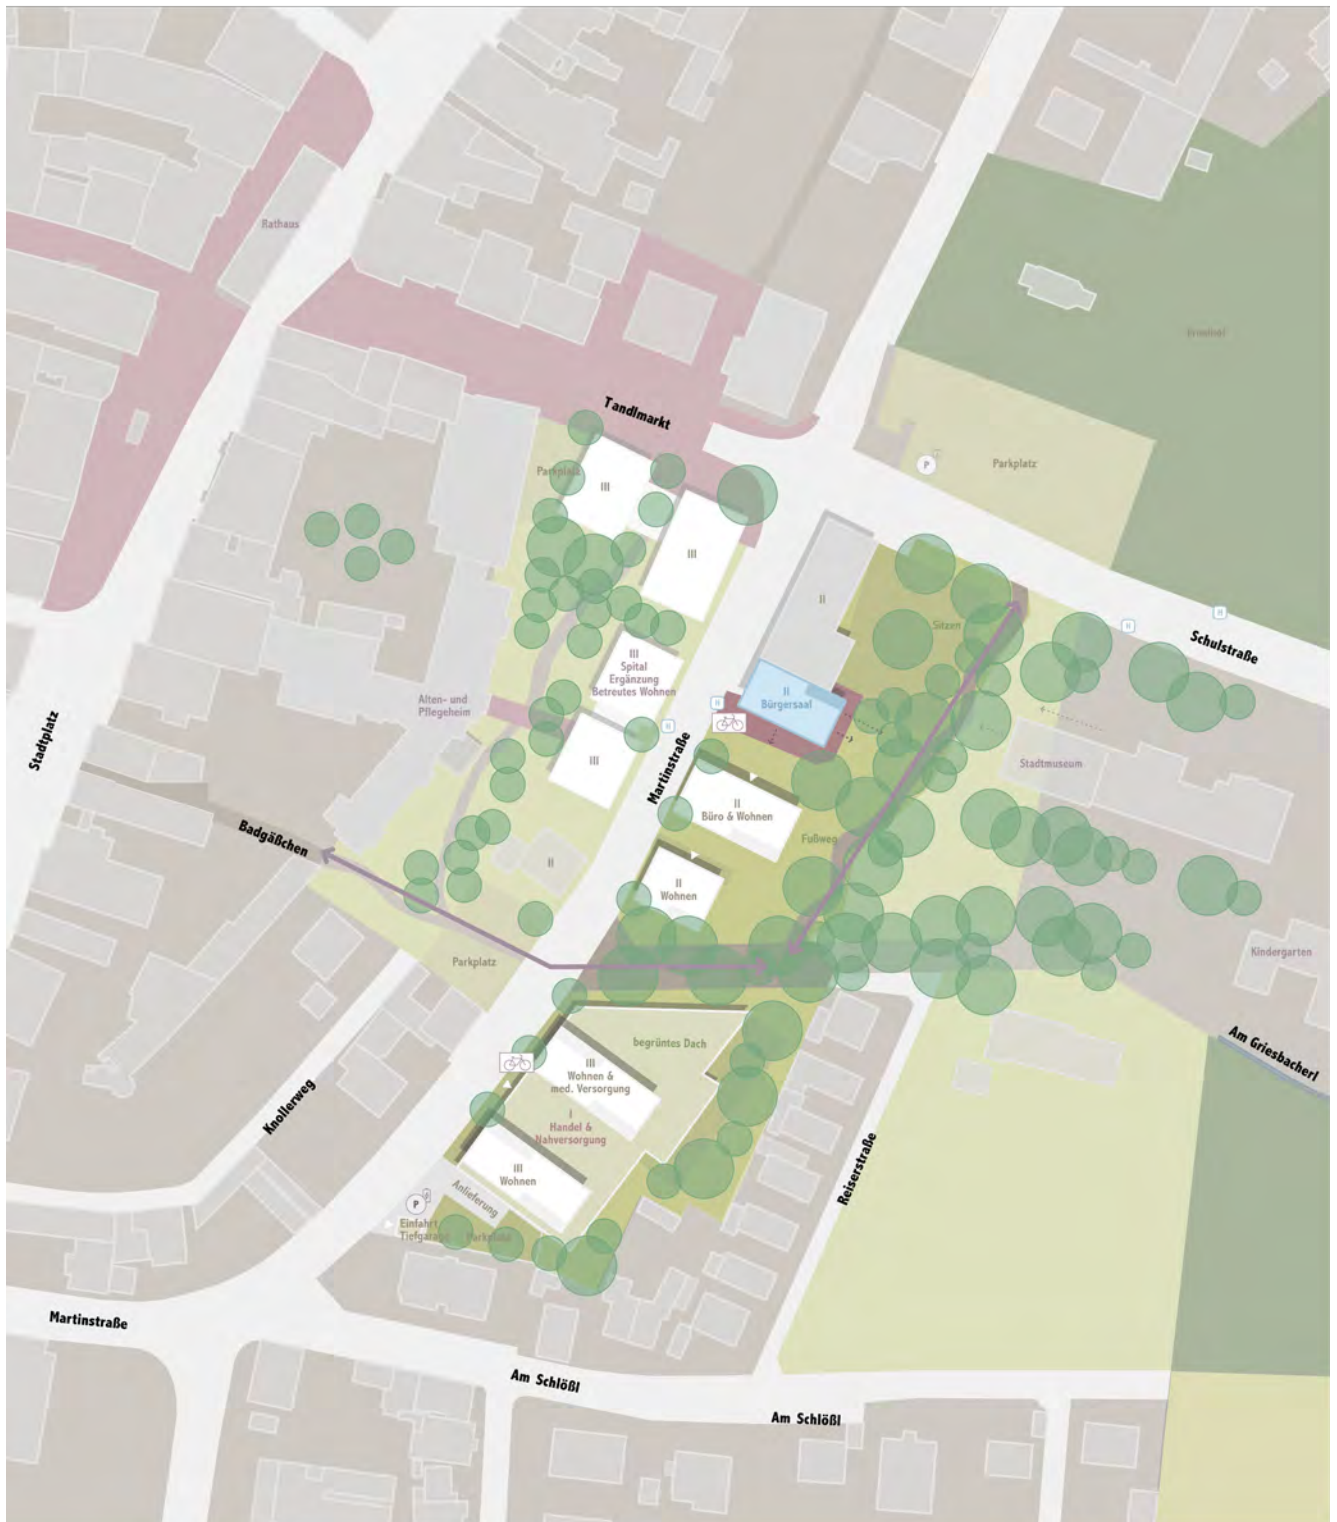 Rathaus
Friedhof
Tandlmarkt
Parkplatz
P
Parkplatz
III
III
II
Sitzen
H
H
Schulstraße
III
Spital
Ergänzung
Betreutes Wohnen
II
Bürgersaal
Alten- und
Pflegeheim
H
H
Stadtplatz
III
Martinstraße
Stadtmuseum
II
Büro & Wohnen
Fußweg
Badgäßchen
II
II
Wohnen
Parkplatz
Kindergarten
begrüntes Dach
Am Griesbacherl
III
Wohnen &
med. Versorgung
Knollerweg
I
Handel &
Nahversorgung
III
Wohnen
Reiserstraße
Anlieferung
P
Einfahrt
Tiefgarage
Parkplatz
Martinstraße
Am Schlößl
Am Schlößl